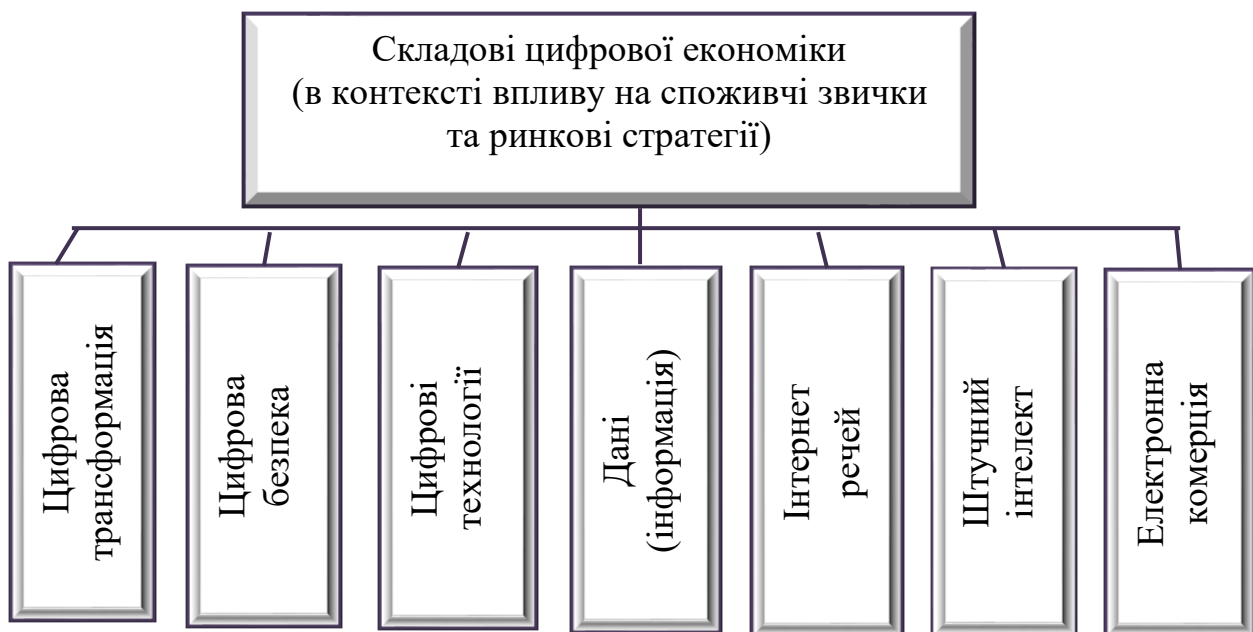 Складові цифрової економіки
(в контексті впливу на споживчі звички
та ринкові стратегії)
Цифрова
трансформація
Цифрова
безпека
Цифрові
технології
Дані
(інформація)
Інтернет
речей
Штучний
інтелект
Електронна
комерція